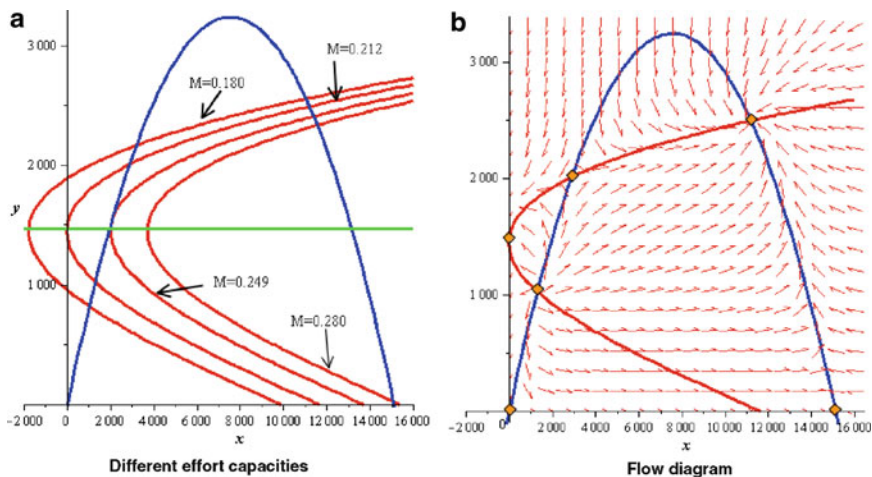 a
3 000
2 000
y
1 000
M=0.180
M=0.212
M=0.249
M=0.280
−2 000 0 2 000 4 000 6 000 8 000 10 000 12 000 14 000 16 000
x
Different effort capacities
b
3 000
2 000
1 000
−2 000 0 2 000 4 000 6 000 8 000 10 000 12 000 14 000 16 000
x
Flow diagram